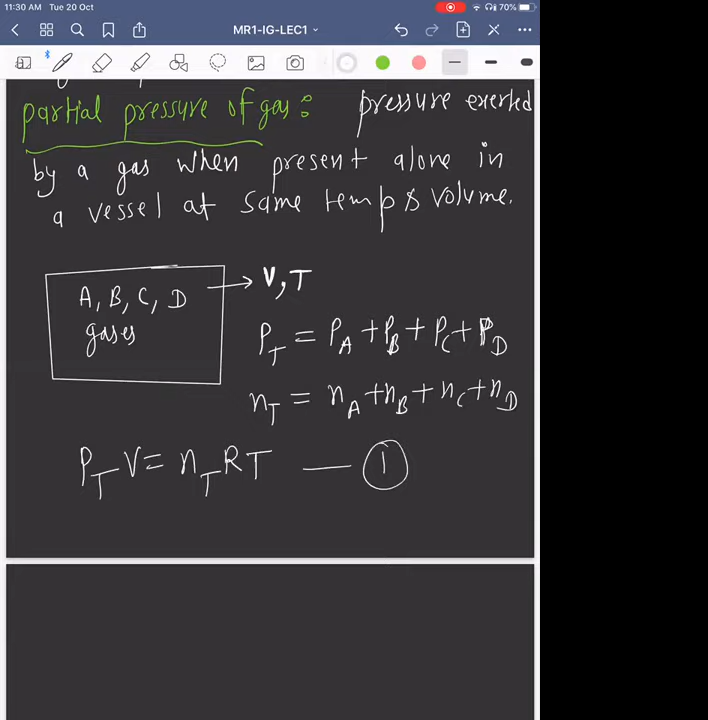 11:30 AM Tue 20 Oct 70%
MR1-IG-LEC1
partial pressure of gas: pressure exerted
by a gas when present alone in
a vessel at same temp & volume.
A, B, C, D → V, T
gases
P_T = P_A + P_B + P_C + P_D
n_T = n_A + n_B + n_C + n_D
P_T V = n_T RT — ①